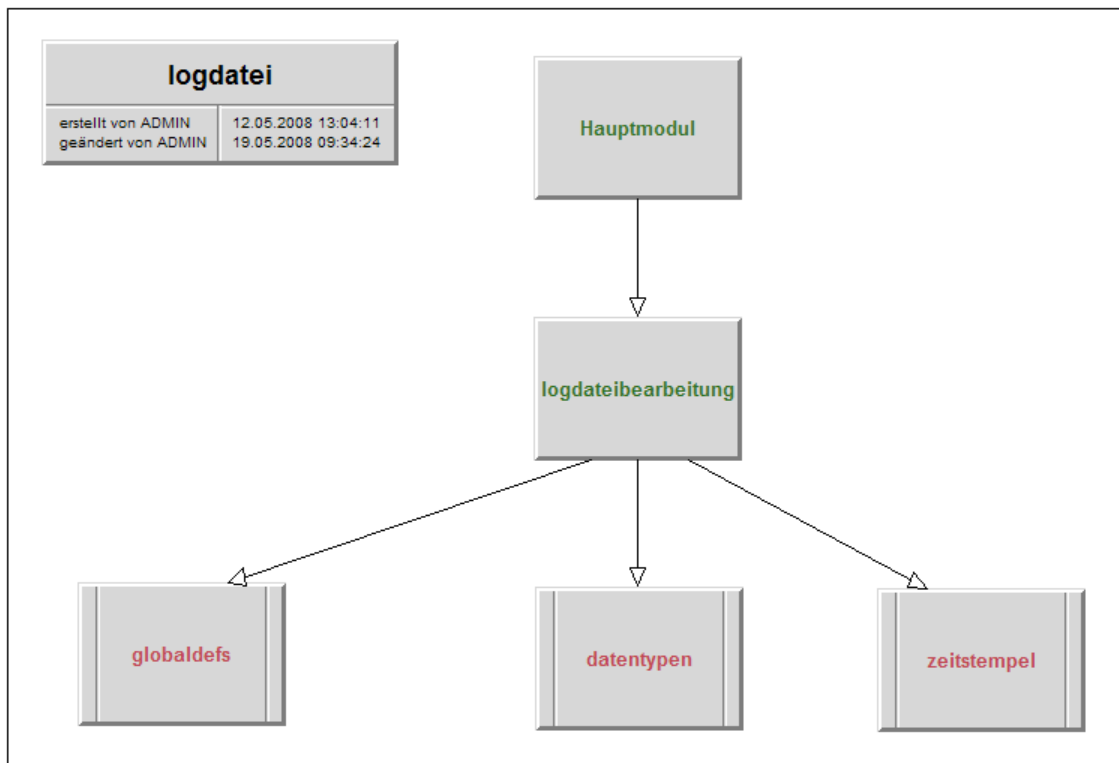 logdatei
erstellt von ADMIN 12.05.2008 13:04:11
geändert von ADMIN 19.05.2008 09:34:24
Hauptmodul
logdateibearbeitung
globaldefs
datentypen
zeitstempel